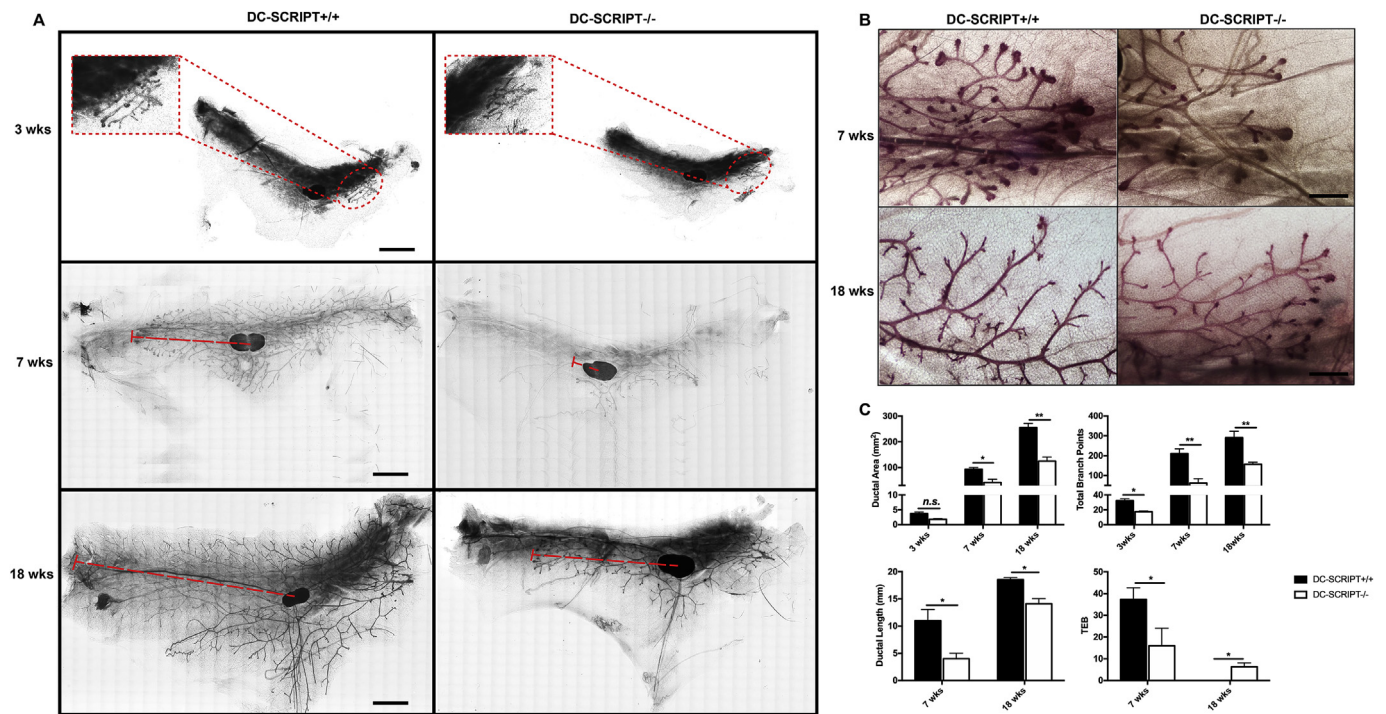 A
DC-SCRIPT+/+
DC-SCRIPT-/-
3 wks
7 wks
18 wks
B
DC-SCRIPT+/+
DC-SCRIPT-/-
7 wks
18 wks
C
Ductal Area (mm²)
300
200
100
10
5
0
n.s.
*
**
3 wks
7 wks
18 wks
Total Branch Points
400
300
200
100
40
20
0
*
**
**
3wks
7wks
18wks
Ductal Length (mm)
20
15
10
5
0
*
*
7 wks
18 wks
TEB
50
40
30
20
10
0
*
*
7 wks
18 wks
DC-SCRIPT+/+
DC-SCRIPT-/-